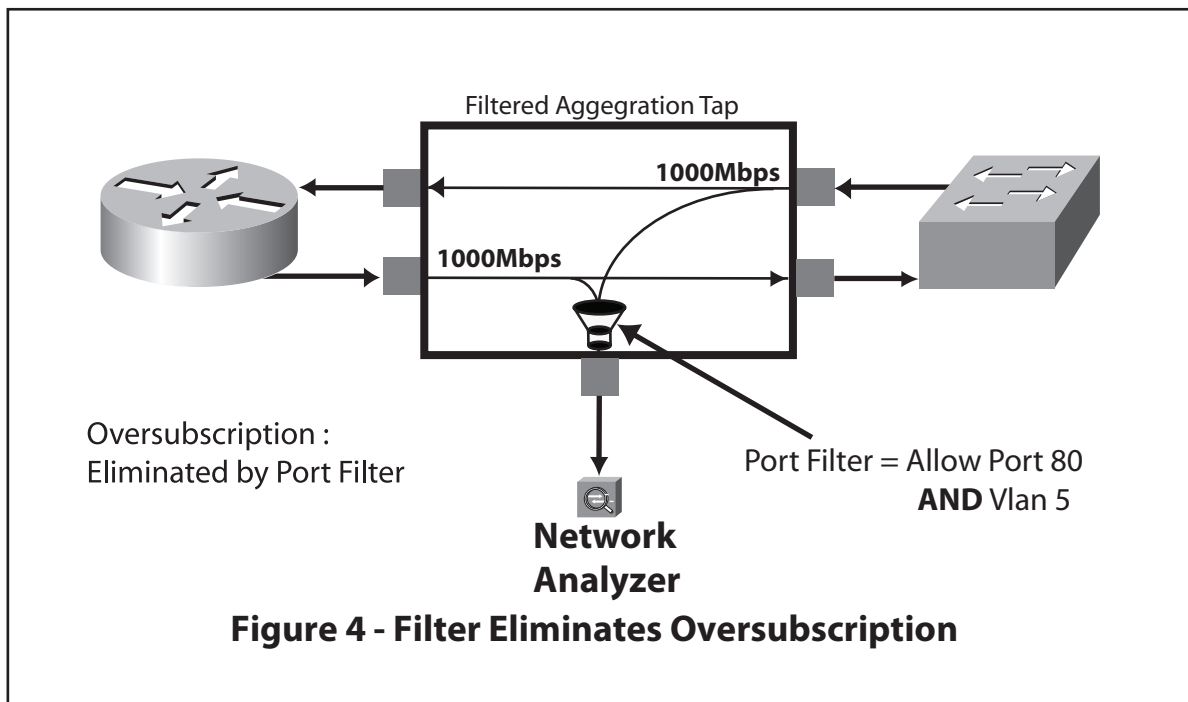 Filtered Aggegration Tap
1000Mbps
1000Mbps
Oversubscription :
Eliminated by Port Filter
Port Filter = Allow Port 80
AND Vlan 5
Network
Analyzer
Figure 4 - Filter Eliminates Oversubscription